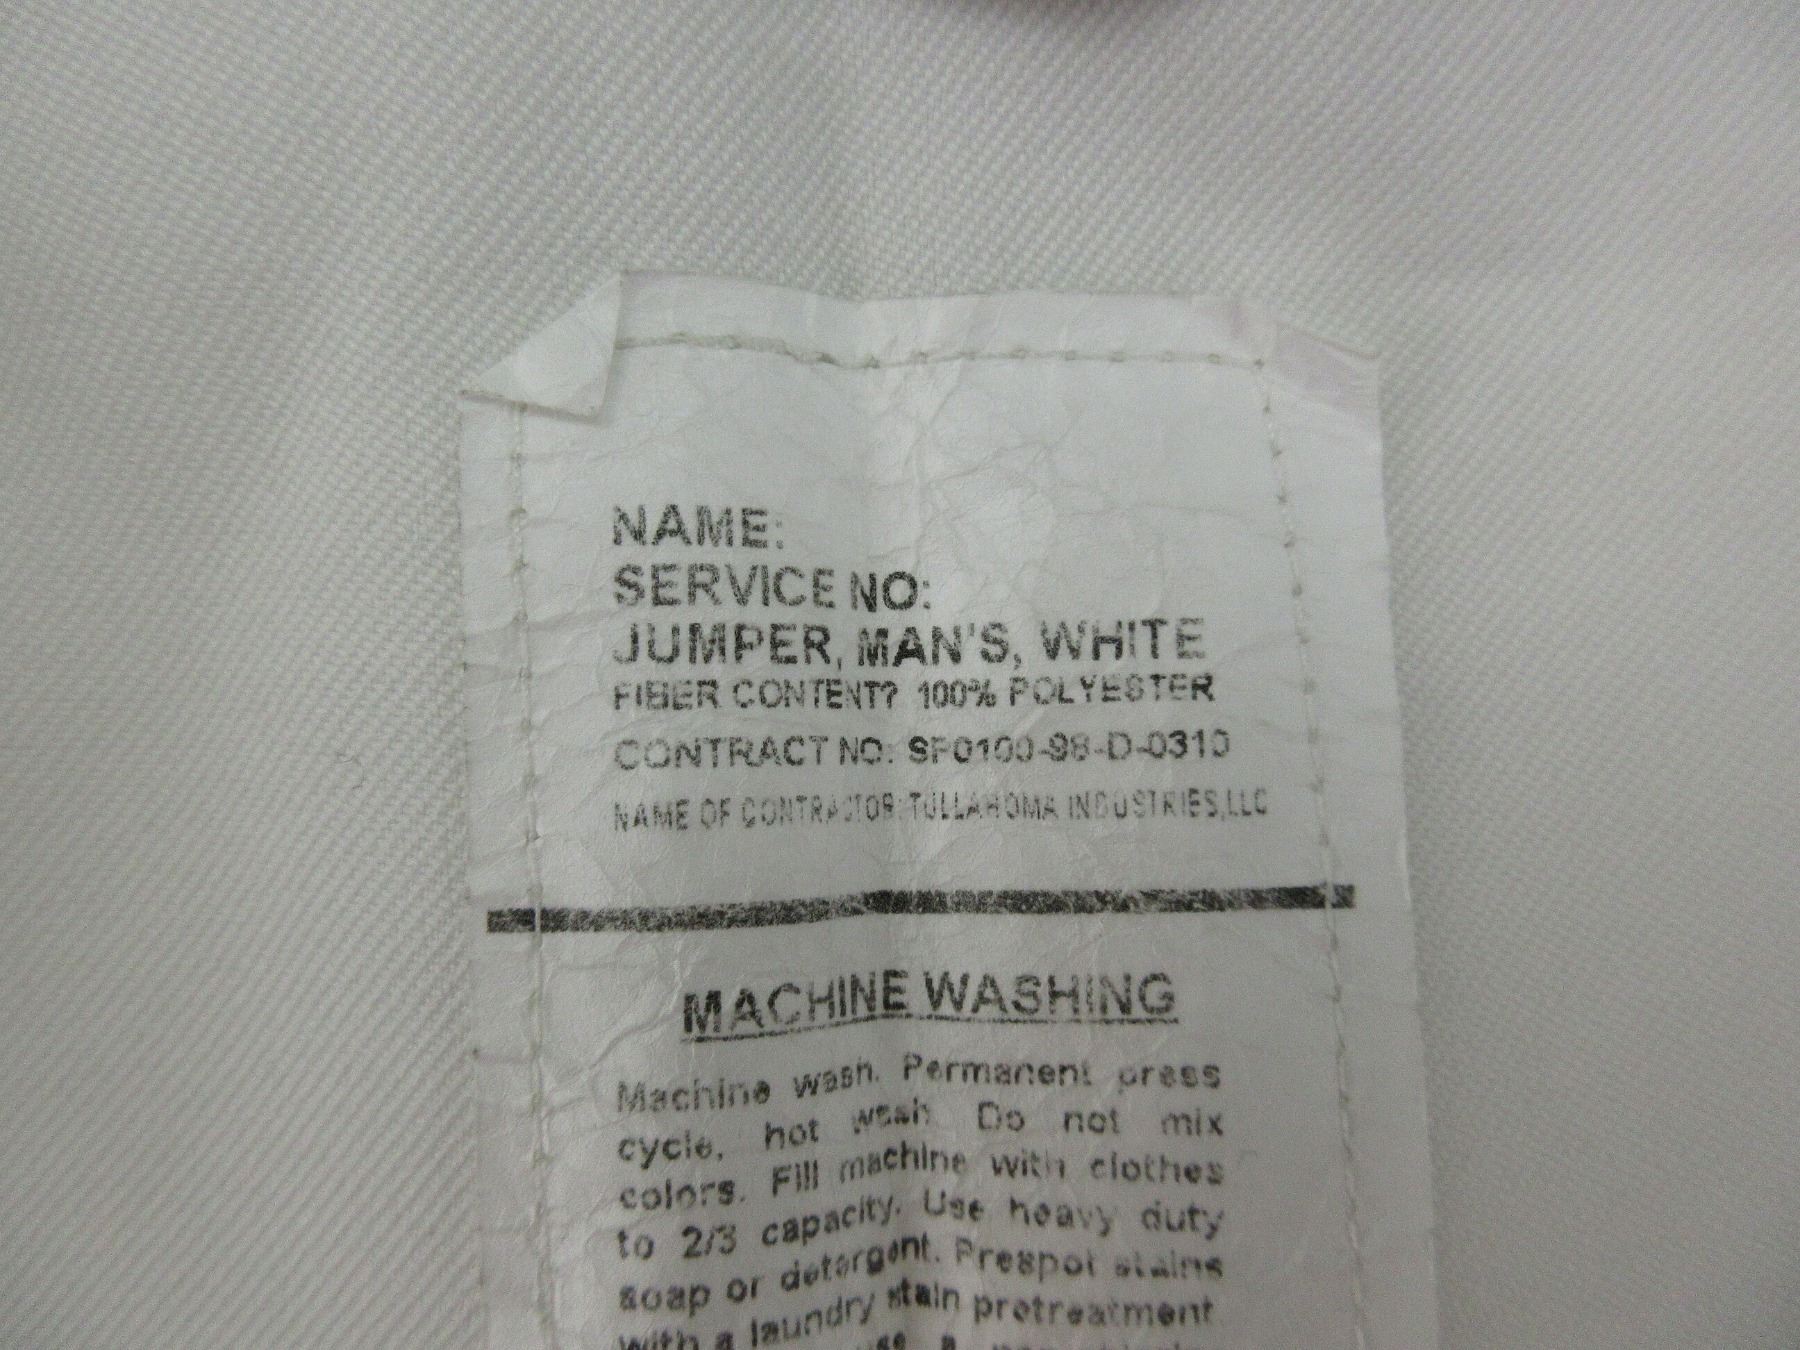 NAME:
SERVICE NO:
JUMPER, MAN'S, WHITE
FIBER CONTENT? 100% POLYESTER
CONTRACT NO: SP0100-98-D-0310
NAME OF CONTRACTOR: TULLAHOMA INDUSTRIES,LLC
MACHINE WASHING
Machine wash. Permanent press
cycle, hot wash. Do not mix
colors. Fill machine with clothes
to 2/3 capacity. Use heavy duty
soap or detergent. Prespot stains
with a laundry stain pretreatment
use a